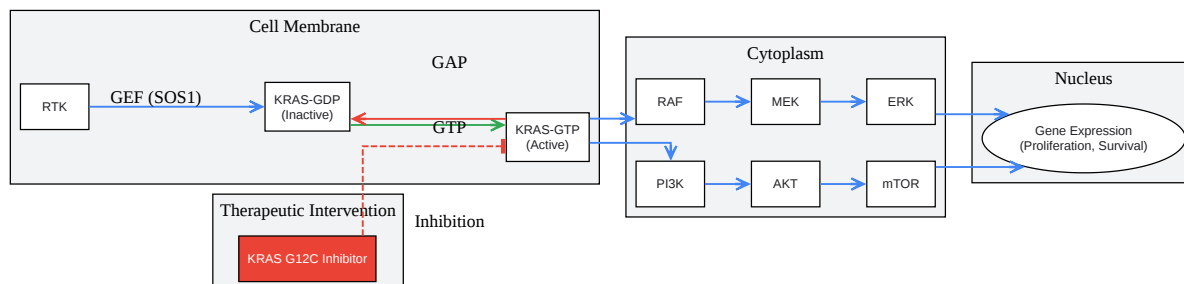 Cell Membrane
GAP
RTK
GEF (SOS1)
KRAS-GDP
(Inactive)
GTP
KRAS-GTP
(Active)
Cytoplasm
RAF
MEK
ERK
PI3K
AKT
mTOR
Nucleus
Gene Expression
(Proliferation, Survival)
Therapeutic Intervention
Inhibition
KRAS G12C Inhibitor